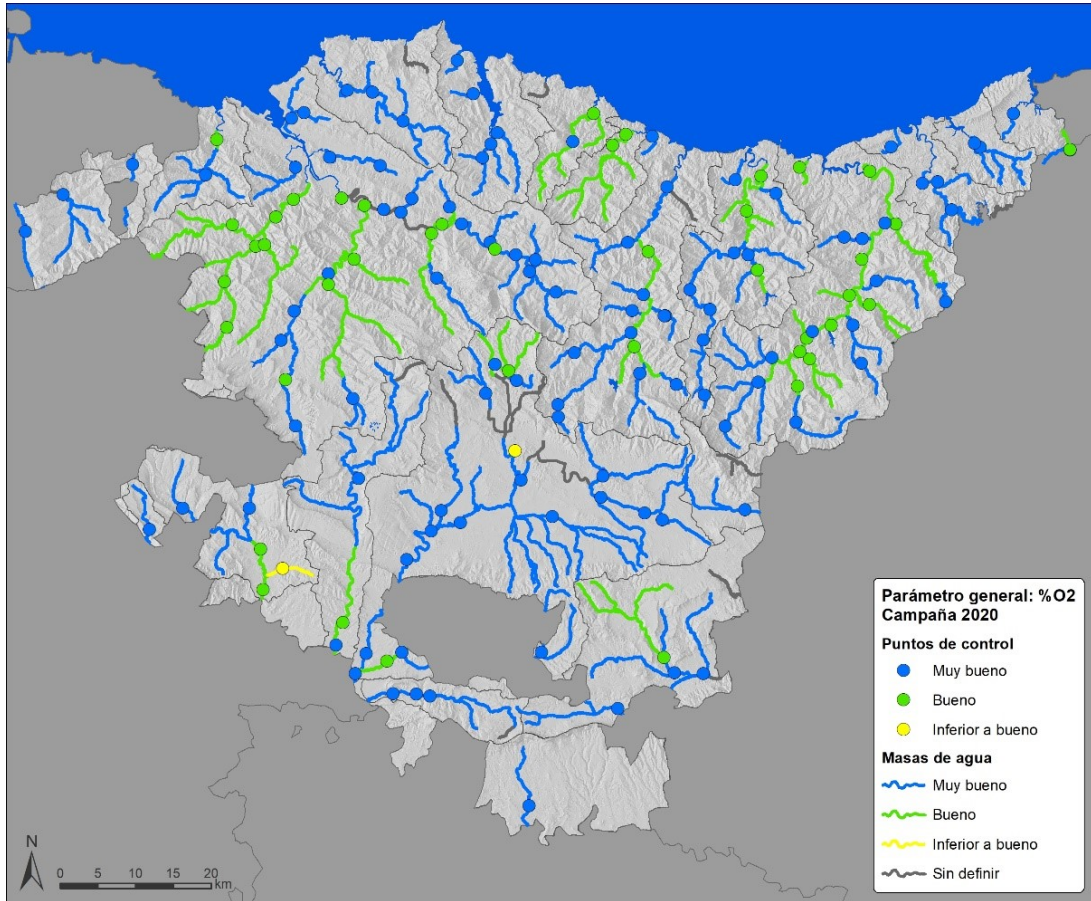 Parámetro general: %O2
Campaña 2020
Puntos de control
Muy bueno
Bueno
Inferior a bueno
Masas de agua
Muy bueno
Bueno
Inferior a bueno
Sin definir
N
0 5 10 15 20
km